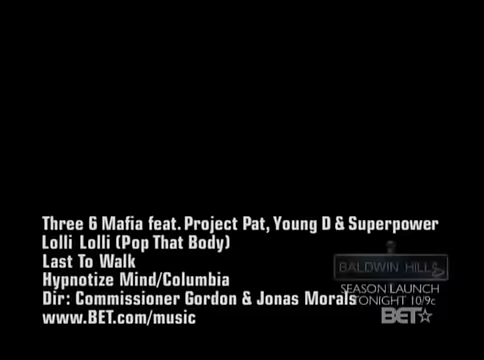 Three 6 Mafia feat. Project Pat, Young D & Superpower
Lolli Lolli (Pop That Body)
Last To Walk
Hypnotize Mind/Columbia
Dir: Commissioner Gordon & Jonas Morals
www.BET.com/music
BALDWIN HILLS
SEASON LAUNCH
TONIGHT 10/9c
BET☆